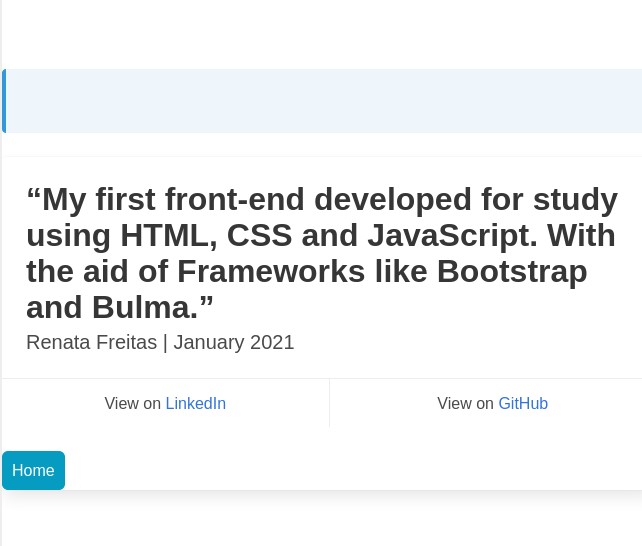 “My first front-end developed for study
using HTML, CSS and JavaScript. With
the aid of Frameworks like Bootstrap
and Bulma.”
Renata Freitas | January 2021
View on LinkedIn
View on GitHub
Home